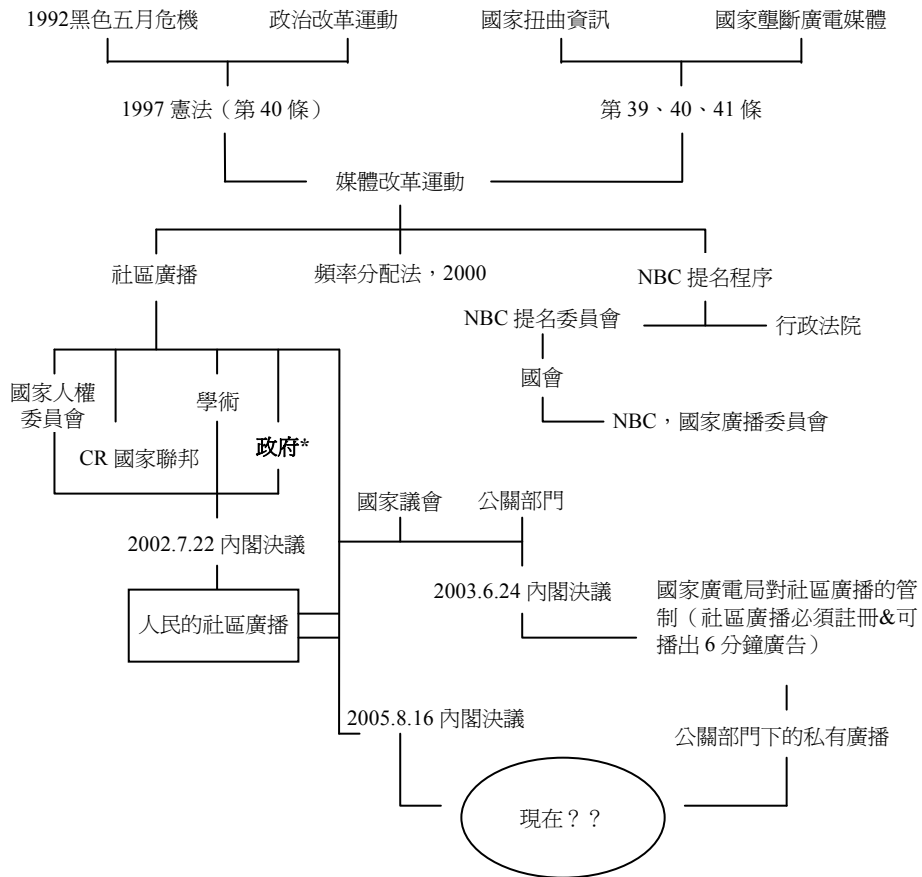 1992黑色五月危機
政治改革運動
國家扭曲資訊
國家壟斷廣電媒體
1997 憲法（第 40 條）
第 39、40、41 條
媒體改革運動
社區廣播
頻率分配法，2000
NBC 提名程序
NBC 提名委員會
行政法院
國會
NBC，國家廣播委員會
國家人權
委員會
CR 國家聯邦
學術
政府*
國家議會
公關部門
2002.7.22 內閣決議
人民的社區廣播
2003.6.24 內閣決議
國家廣電局對社區廣播的管
制（社區廣播必須註冊&可
播出 6 分鐘廣告）
2005.8.16 內閣決議
公關部門下的私有廣播
現在？？